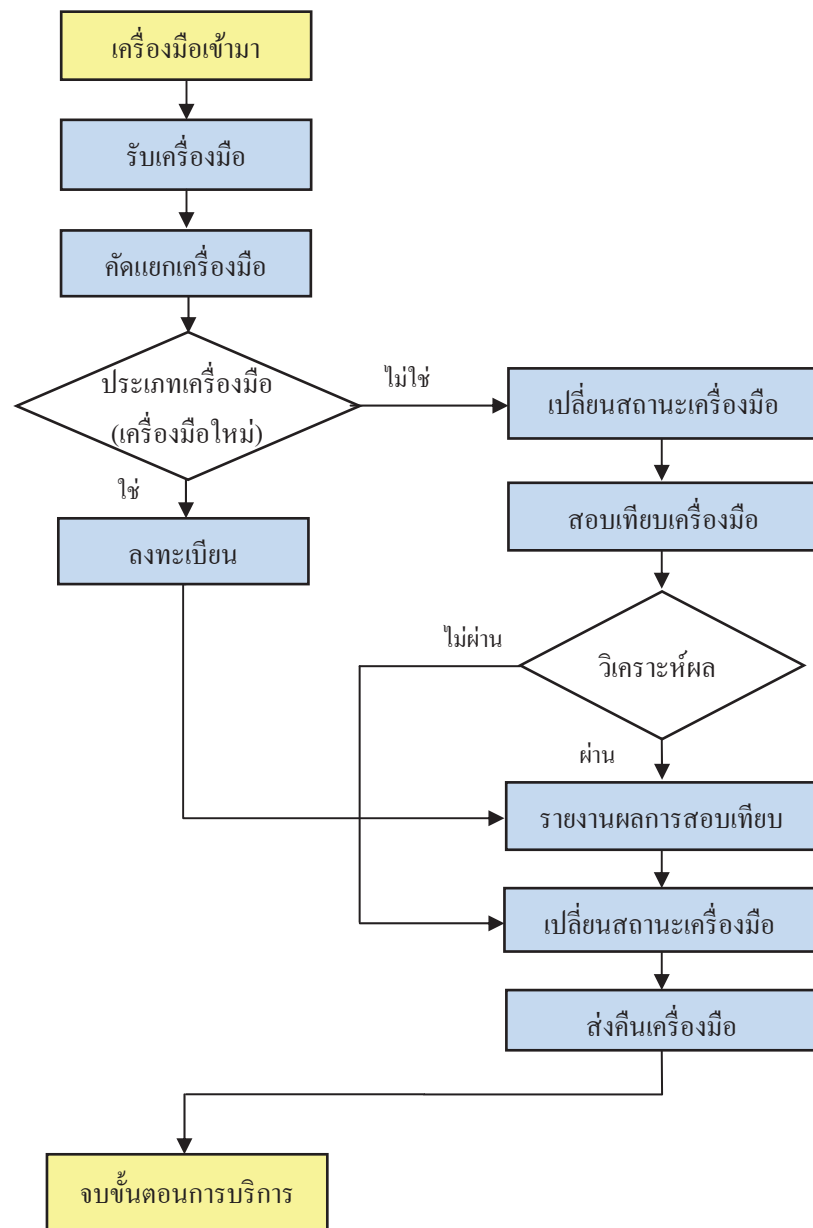 เครื่องมือเข้ามา
รับเครื่องมือ
คัดแยกเครื่องมือ
ประเภทเครื่องมือ
(เครื่องมือใหม่)
ไม่ใช่
เปลี่ยนสถานะเครื่องมือ
ใช่
ลงทะเบียน
สอบเทียบเครื่องมือ
ไม่ผ่าน
วิเคราะห์ผล
ผ่าน
รายงานผลการสอบเทียบ
เปลี่ยนสถานะเครื่องมือ
ส่งคืนเครื่องมือ
จบขั้นตอนการบริการ